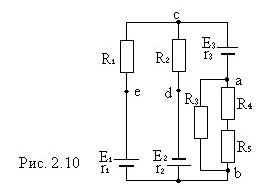 c
R₁
R₂
E₃
r₃
a
e
d
R₃
R₄
E₁
r₁
E₂
r₂
R₅
b
Рис. 2.10